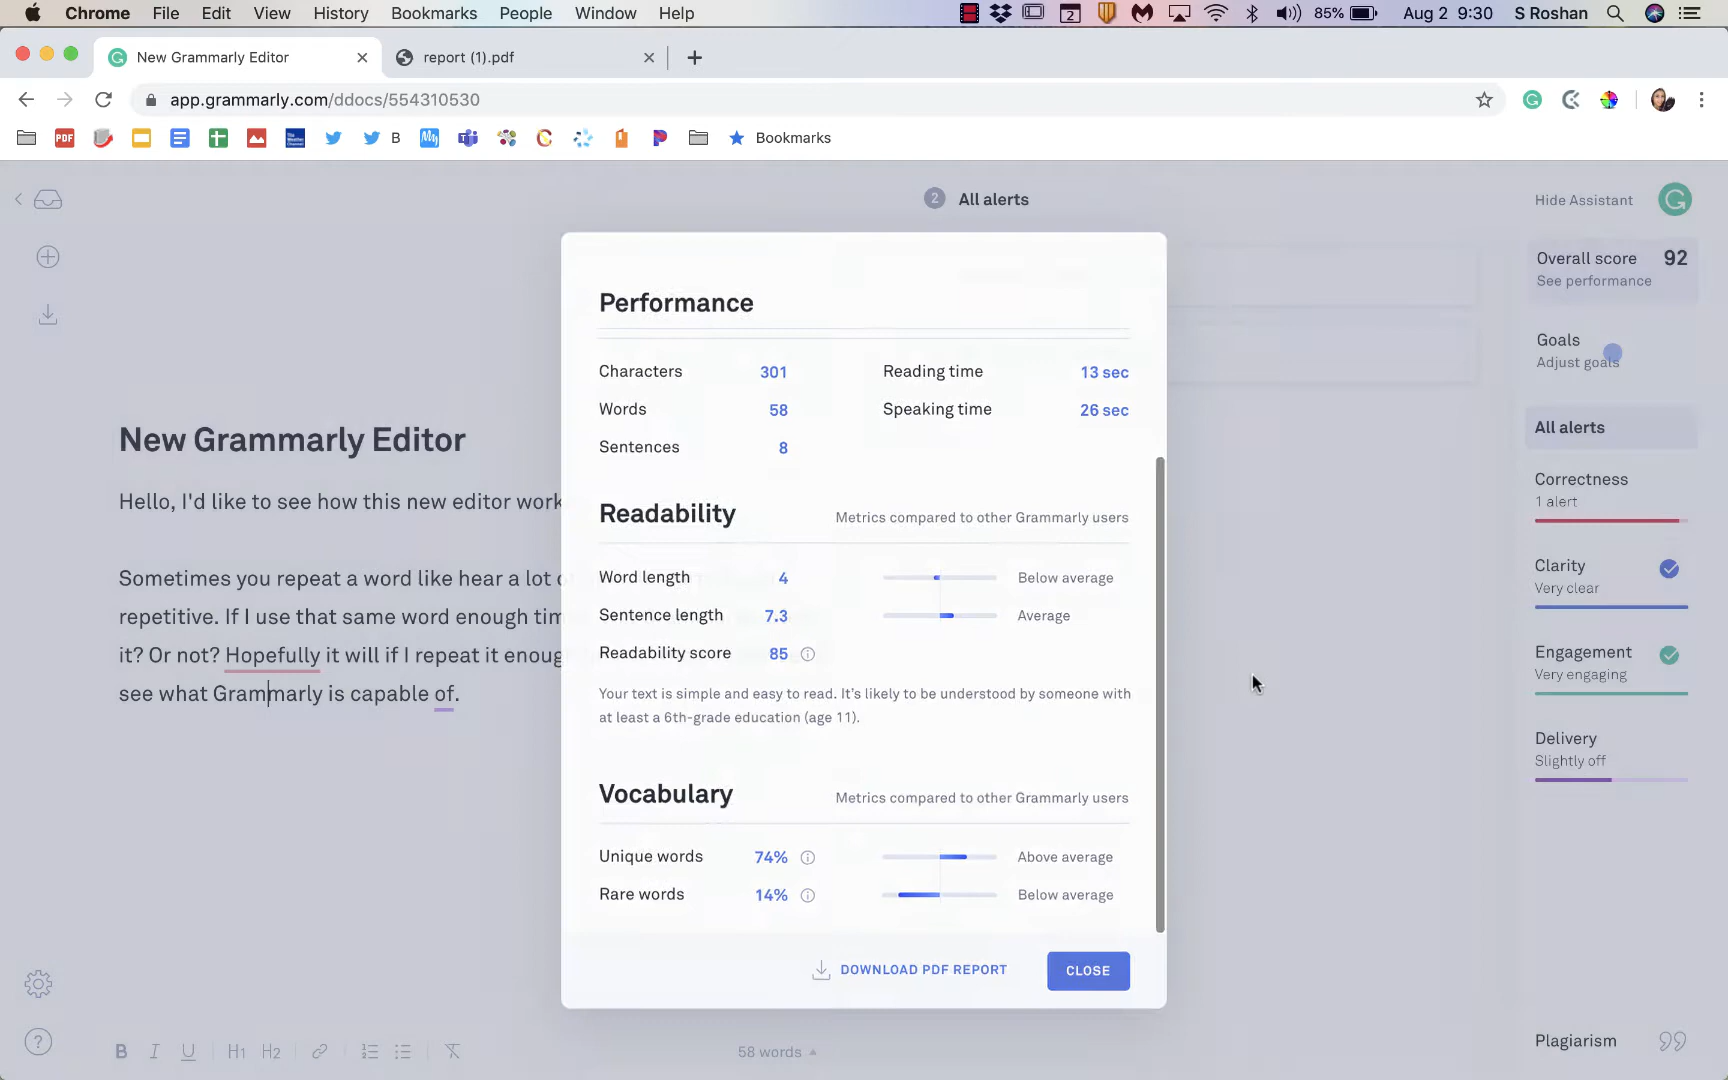 Chrome File Edit View History Bookmarks People Window Help 2 85% Aug 2 9:30 S Roshan
New Grammarly Editor report (1).pdf
app.grammarly.com/ddocs/554310530
PDF B My Bookmarks
2 All alerts
Hide Assistant
Overall score 92
See performance
Goals
Adjust goals
All alerts
Correctness
1 alert
Clarity
Very clear
Engagement
Very engaging
Delivery
Slightly off
Plagiarism
New Grammarly Editor
Hello, I'd like to see how this new editor work
Sometimes you repeat a word like hear a lot o
repetitive. If I use that same word enough tim
it? Or not? Hopefully it will if I repeat it enoug
see what Grammarly is capable of.
Performance
Characters 301 Reading time 13 sec
Words 58 Speaking time 26 sec
Sentences 8
Readability Metrics compared to other Grammarly users
Word length 4 Below average
Sentence length 7.3 Average
Readability score 85
Your text is simple and easy to read. It's likely to be understood by someone with
at least a 6th-grade education (age 11).
Vocabulary Metrics compared to other Grammarly users
Unique words 74% Above average
Rare words 14% Below average
DOWNLOAD PDF REPORT CLOSE
B I U H1 H2 58 words